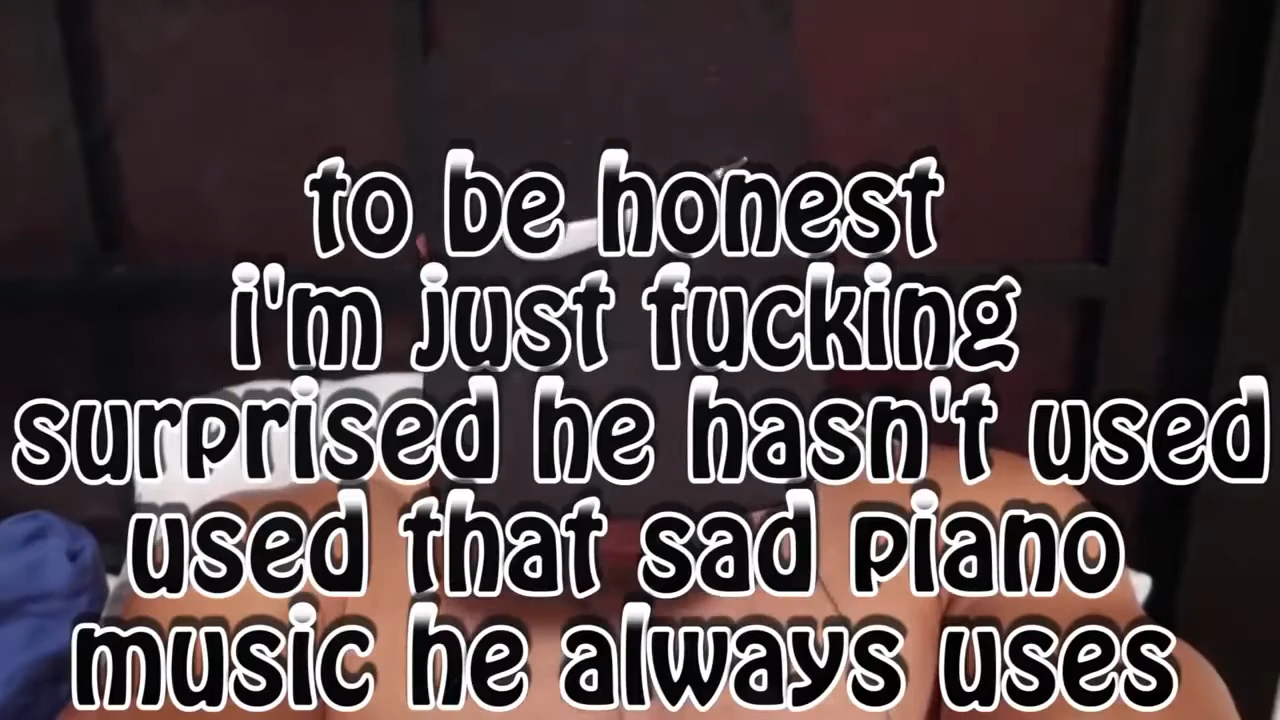 to be honest
i'm just fucking
surprised he hasn't used
used that sad piano
music he always uses